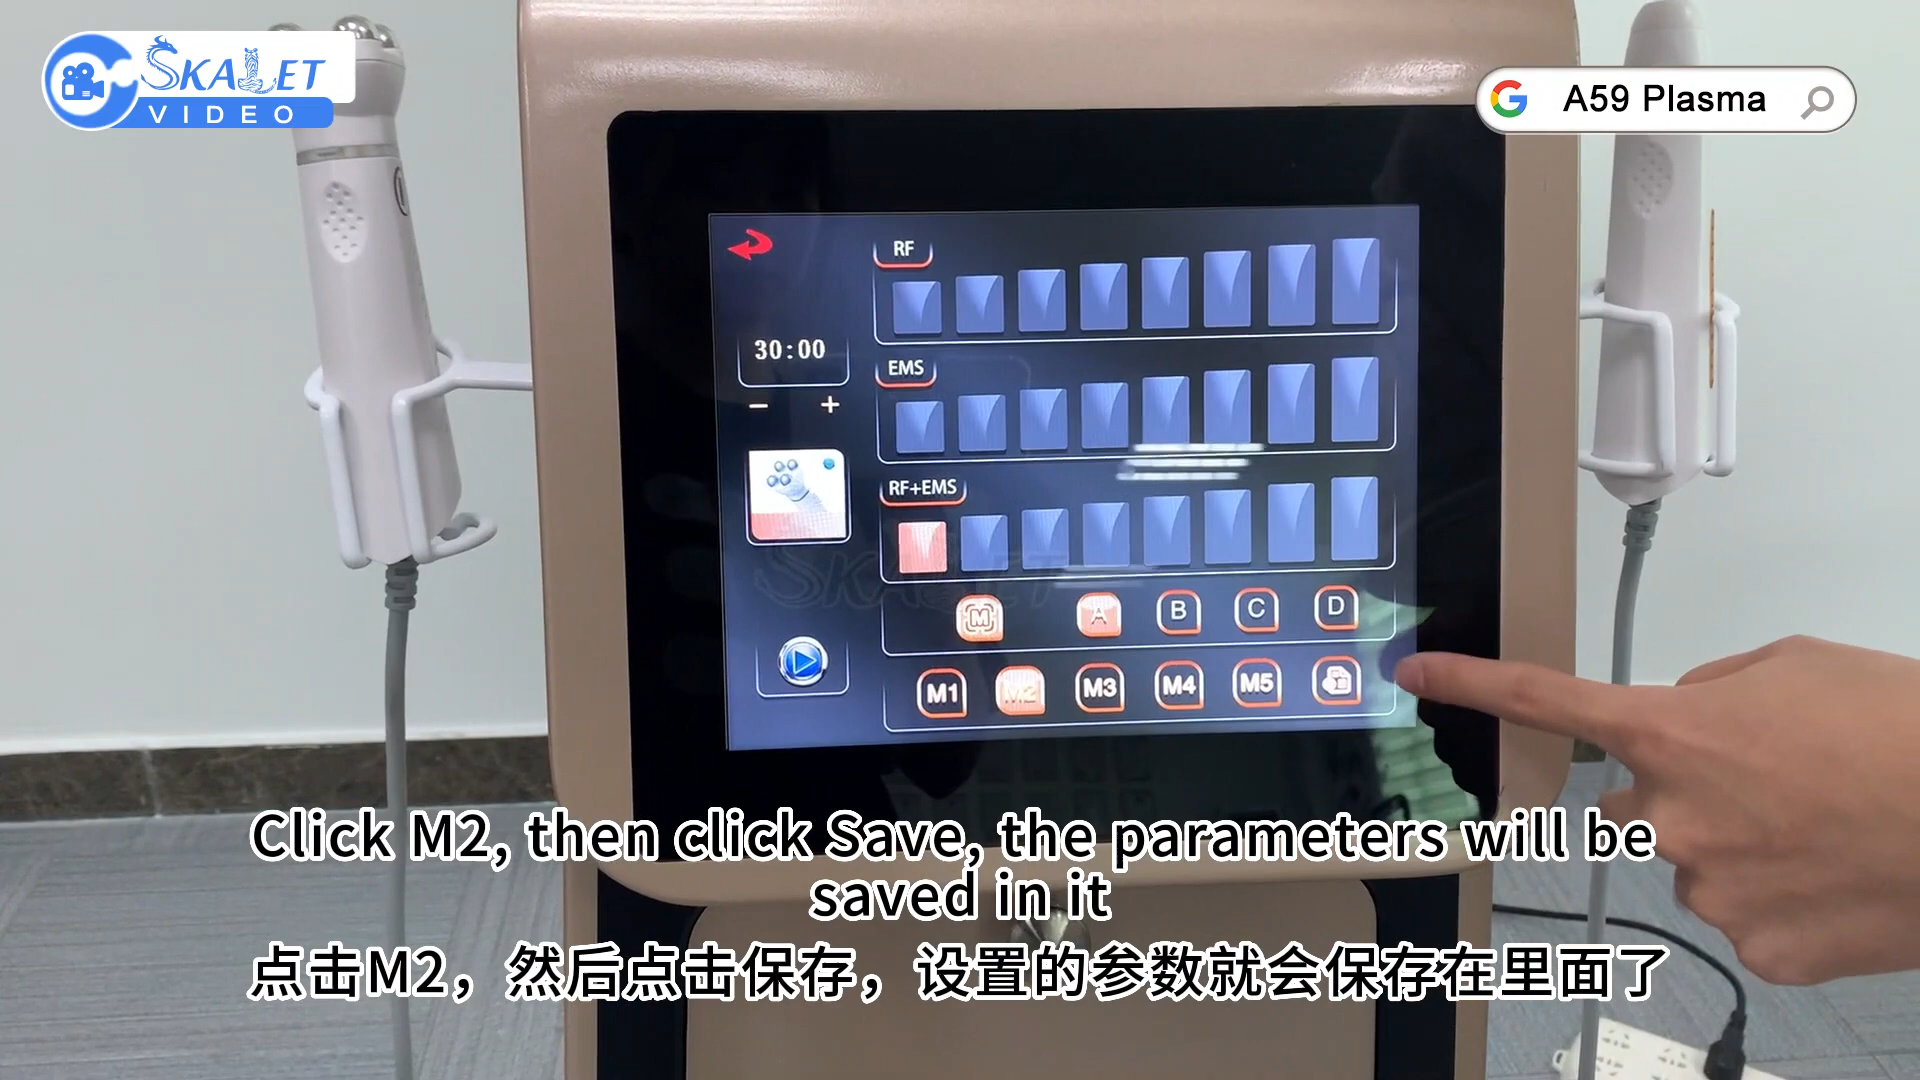 SKALET
VIDEO
A59 Plasma
RF
30:00
EMS
− +
RF+EMS
SKALET
M A B C D
M1 M2 M3 M4 M5
Click M2, then click Save, the parameters will be
saved in it
点击M2，然后点击保存，设置的参数就会保存在里面了